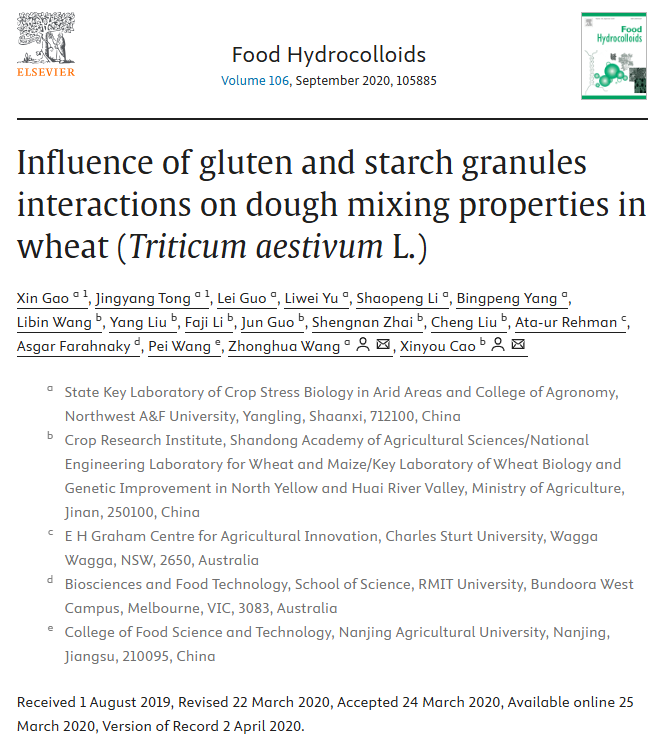 ELSEVIER
Food Hydrocolloids
Volume 106, September 2020, 105885
Food
Hydrocolloids
Influence of gluten and starch granules
interactions on dough mixing properties in
wheat (Triticum aestivum L.)
Xin Gao a 1, Jingyang Tong a 1, Lei Guo a, Liwei Yu a, Shaopeng Li a, Bingpeng Yang a,
Libin Wang b, Yang Liu b, Faji Li b, Jun Guo b, Shengnan Zhai b, Cheng Liu b, Ata-ur Rehman c,
Asgar Farahnaky d, Pei Wang e, Zhonghua Wang a, Xinyou Cao b
a State Key Laboratory of Crop Stress Biology in Arid Areas and College of Agronomy,
Northwest A&F University, Yangling, Shaanxi, 712100, China
b Crop Research Institute, Shandong Academy of Agricultural Sciences/National
Engineering Laboratory for Wheat and Maize/Key Laboratory of Wheat Biology and
Genetic Improvement in North Yellow and Huai River Valley, Ministry of Agriculture,
Jinan, 250100, China
c E H Graham Centre for Agricultural Innovation, Charles Sturt University, Wagga
Wagga, NSW, 2650, Australia
d Biosciences and Food Technology, School of Science, RMIT University, Bundoora West
Campus, Melbourne, VIC, 3083, Australia
e College of Food Science and Technology, Nanjing Agricultural University, Nanjing,
Jiangsu, 210095, China
Received 1 August 2019, Revised 22 March 2020, Accepted 24 March 2020, Available online 25
March 2020, Version of Record 2 April 2020.